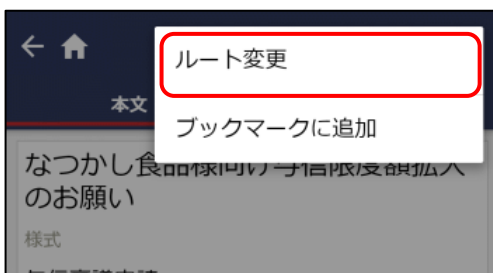 ルート変更
本文
ブックマークに追加
なつかし食品様向け与信限度額拡大
のお願い
様式